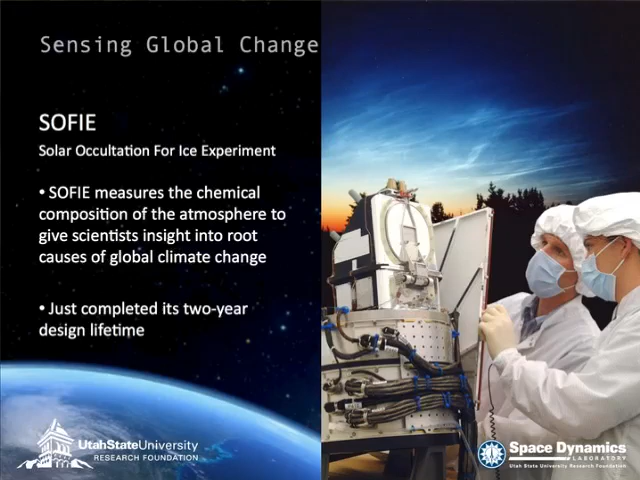 Sensing Global Change
SOFIE
Solar Occultation For Ice Experiment
• SOFIE measures the chemical
composition of the atmosphere to
give scientists insight into root
causes of global climate change
• Just completed its two-year
design lifetime
UtahStateUniversity
RESEARCH FOUNDATION
Space Dynamics
LABORATORY
Utah State University Research Foundation